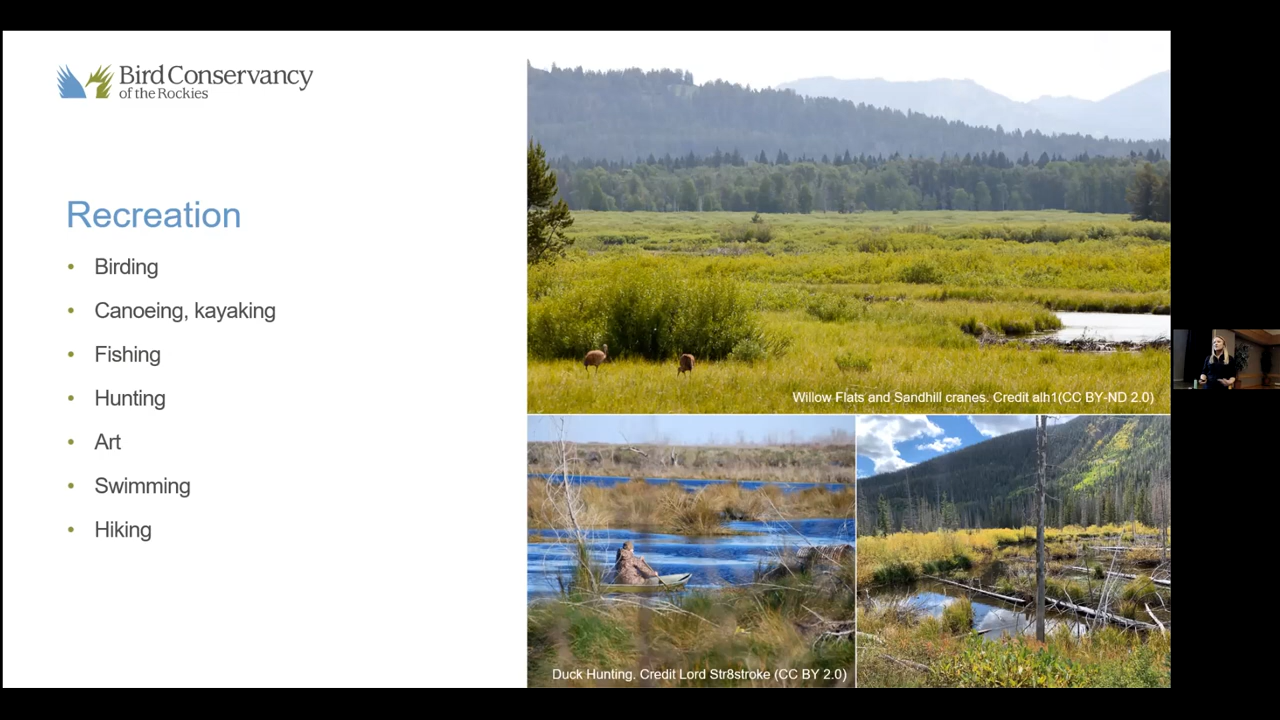 Bird Conservancy
of the Rockies
Recreation
• Birding
• Canoeing, kayaking
• Fishing
• Hunting
• Art
• Swimming
• Hiking
Willow Flats and Sandhill cranes. Credit alh1(CC BY-ND 2.0)
Duck Hunting. Credit Lord Str8stroke (CC BY 2.0)